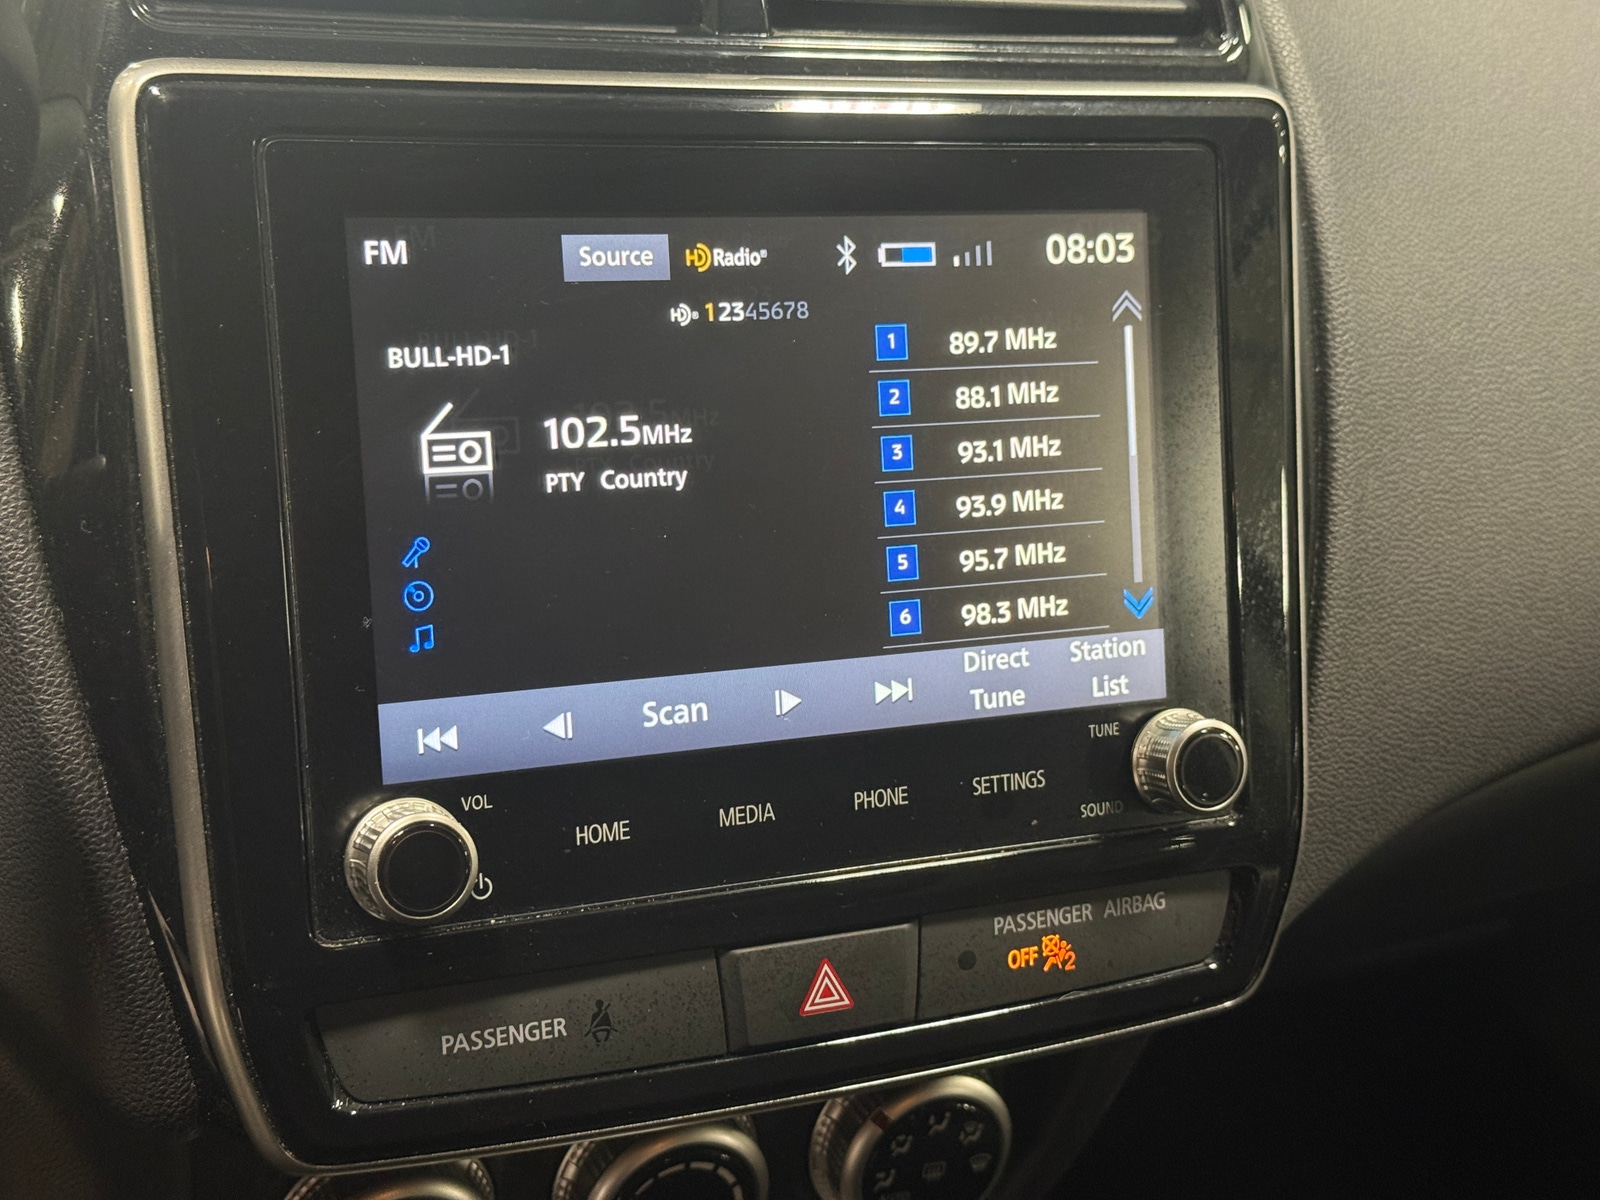 FM
Source
HD Radio®
08:03
HD® 12345678
BULL-HD-1
102.5MHz
PTY Country
1 89.7 MHz
2 88.1 MHz
3 93.1 MHz
4 93.9 MHz
5 95.7 MHz
6 98.3 MHz
Scan
Direct
Tune
Station
List
VOL
HOME
MEDIA
PHONE
SETTINGS
TUNE
SOUND
PASSENGER
PASSENGER AIRBAG
OFF 2